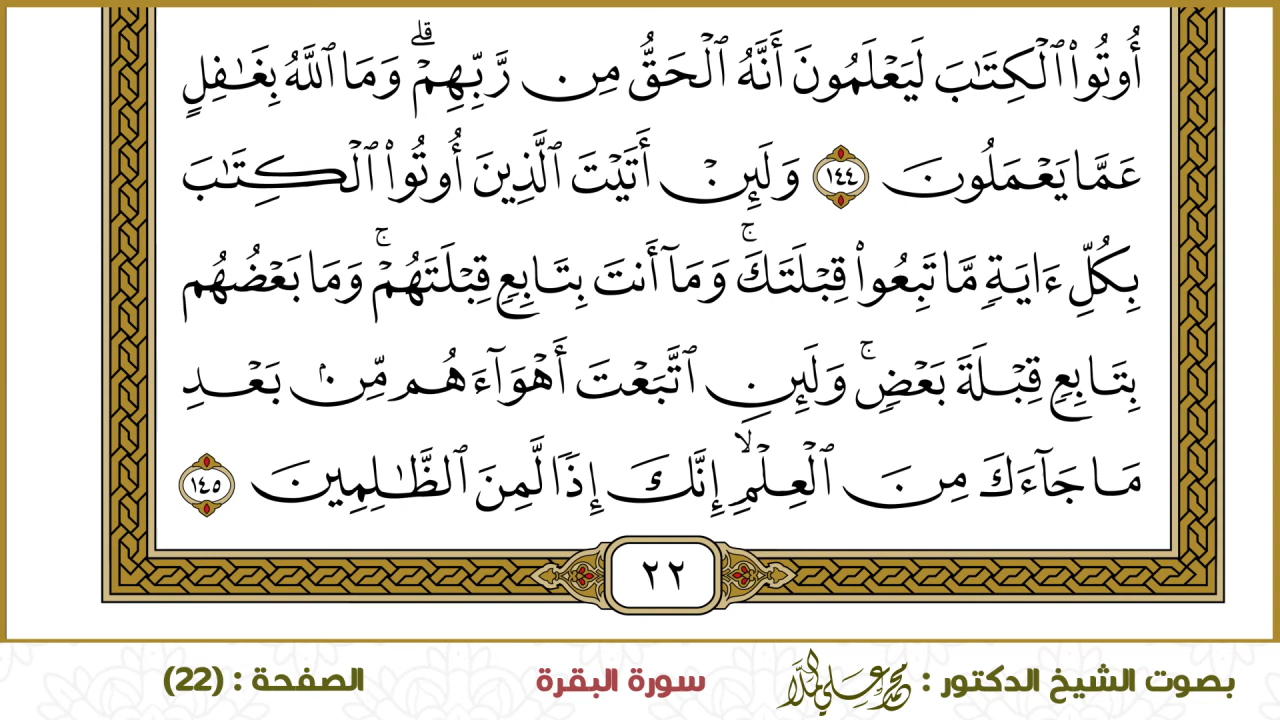 أُوتُوا۟ ٱلْكِتَٰبَ لَيَعْلَمُونَ أَنَّهُ ٱلْحَقُّ مِن رَّبِّهِمْ ۗ وَمَا ٱللَّهُ بِغَٰفِلٍ
عَمَّا يَعْمَلُونَ ١٤٤ وَلَئِنْ أَتَيْتَ ٱلَّذِينَ أُوتُوا۟ ٱلْكِتَٰبَ
بِكُلِّ ءَايَةٍ مَّا تَبِعُوا۟ قِبْلَتَكَ ۚ وَمَآ أَنتَ بِتَابِعٍ قِبْلَتَهُمْ ۚ وَمَا بَعْضُهُم
بِتَابِعٍ قِبْلَةَ بَعْضٍ ۚ وَلَئِنِ ٱتَّبَعْتَ أَهْوَآءَهُم مِّنۢ بَعْدِ
مَا جَآءَكَ مِنَ ٱلْعِلْمِ ۙ إِنَّكَ إِذًا لَّمِنَ ٱلظَّٰلِمِينَ ١٤٥
٢٢
بصوت الشيخ الدكتور : محمد علي الملا سورة البقرة الصفحة : (22)